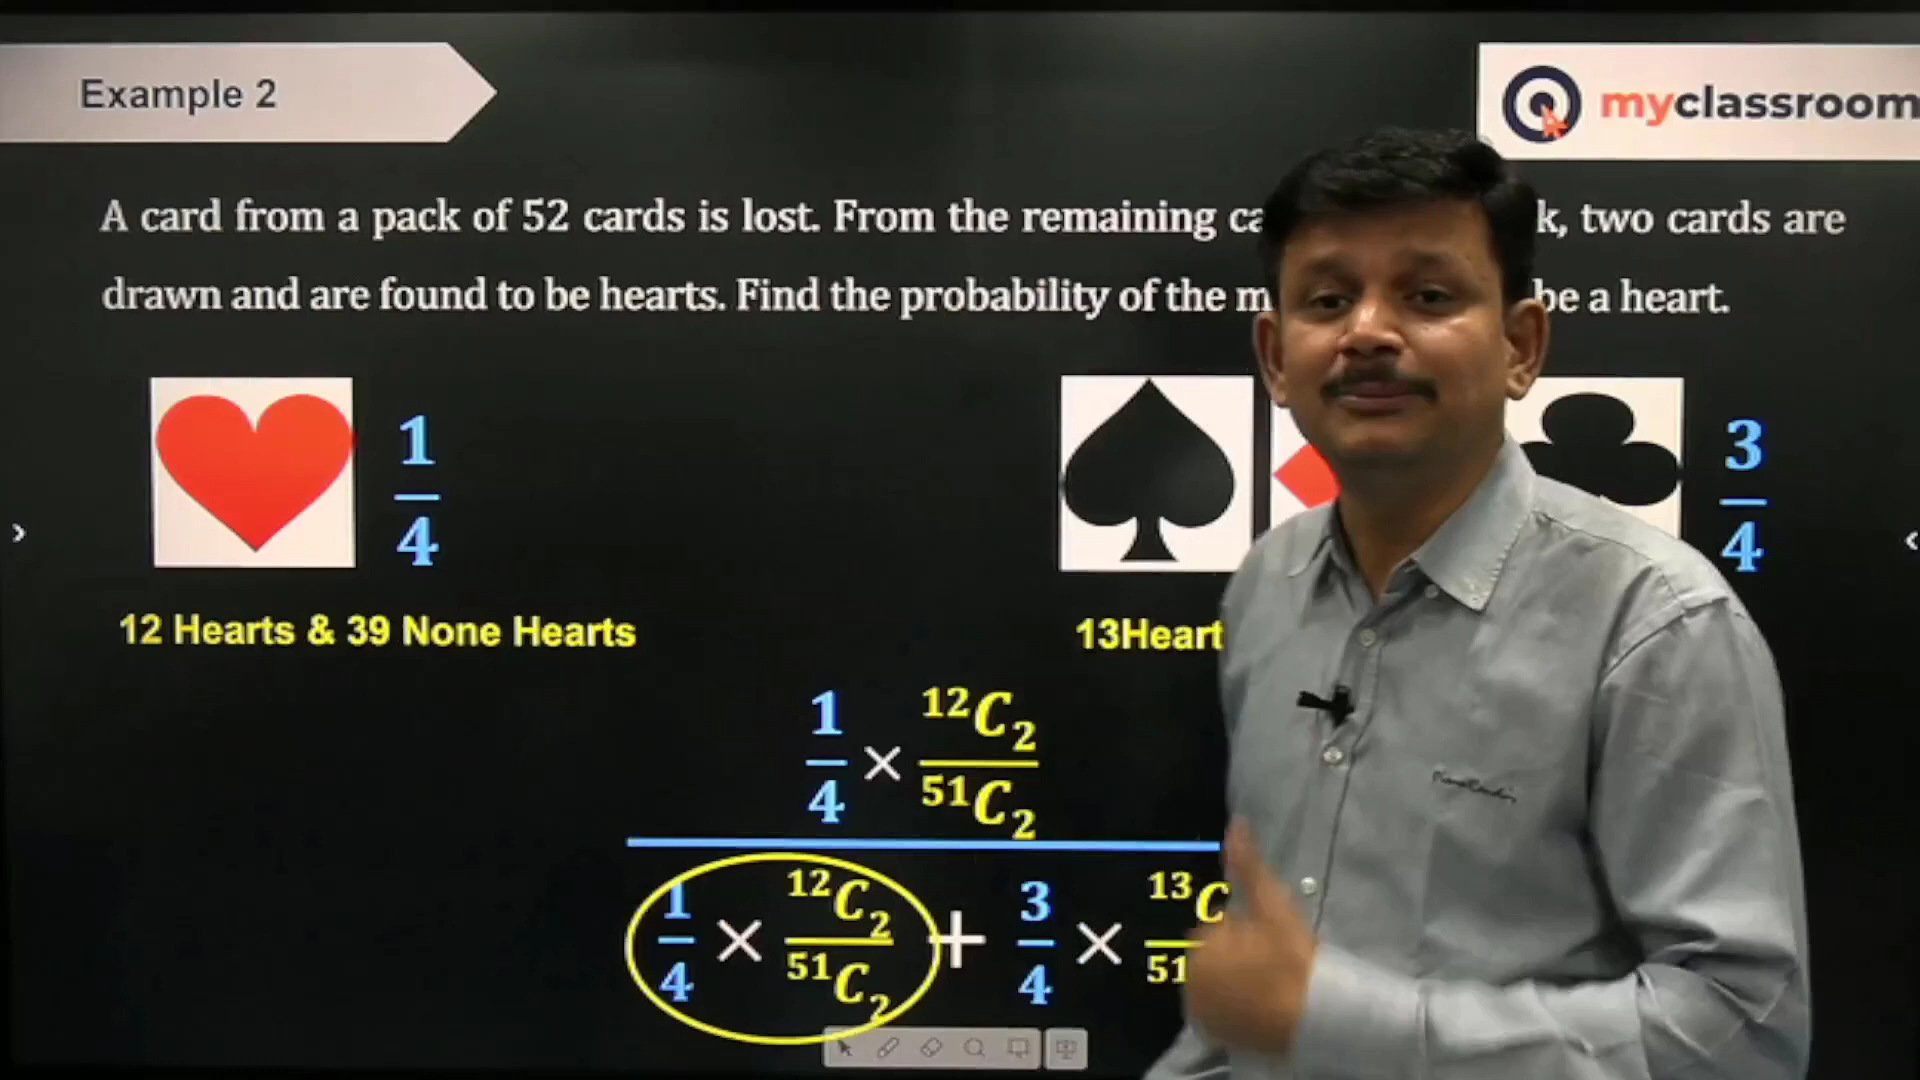 Example 2
myclassroom
A card from a pack of 52 cards is lost. From the remaining ca k, two cards are
drawn and are found to be hearts. Find the probability of the m be a heart.
1/4
3/4
12 Hearts & 39 None Hearts
13Heart
1/4 × ¹²C₂/⁵¹C₂
1/4 × ¹²C₂/⁵¹C₂ + 3/4 × ¹³C/51